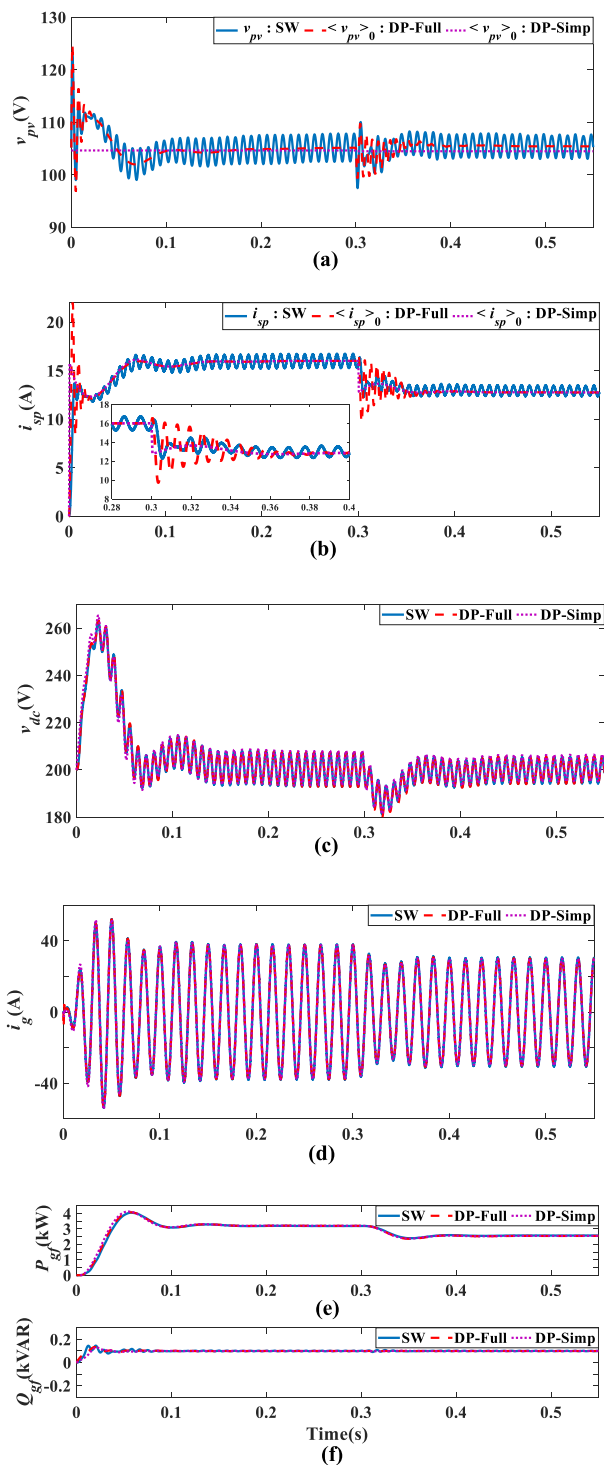 v_pv : SW < v_pv >_0 : DP-Full < v_pv >_0 : DP-Simp
130
120
110
100
90
v_pv(V)
0 0.1 0.2 0.3 0.4 0.5
(a)
i_sp : SW < i_sp >_0 : DP-Full < i_sp >_0 : DP-Simp
20
15
10
5
0
i_sp(A)
16
14
12
10
8
0.28 0.3 0.32 0.34 0.36 0.38 0.4
0 0.1 0.2 0.3 0.4 0.5
(b)
SW DP-Full DP-Simp
260
240
220
200
180
v_dc(V)
0 0.1 0.2 0.3 0.4 0.5
(c)
SW DP-Full DP-Simp
40
0
-40
i_g(A)
0 0.1 0.2 0.3 0.4 0.5
(d)
SW DP-Full DP-Simp
4
3
2
1
0
P_gf(kW)
0 0.1 0.2 0.3 0.4 0.5
(e)
SW DP-Full DP-Simp
0.2
0
-0.2
Q_gf(kVAR)
0 0.1 0.2 0.3 0.4 0.5
Time(s)
(f)